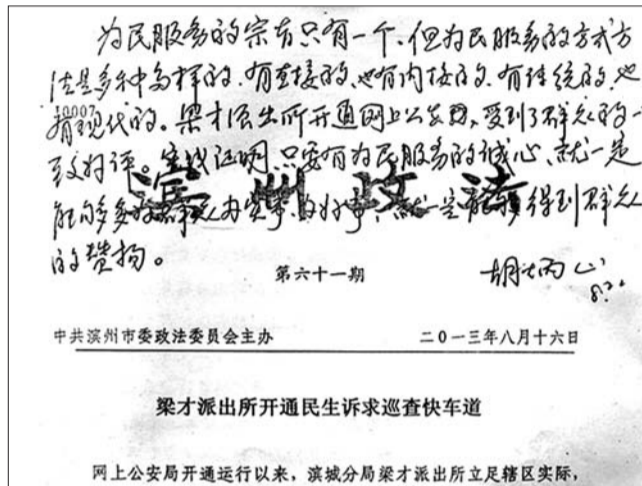 为民服务的宗旨只有一个、但为民服务的方式方
法是多种多样的、有直接的、也有间接的、有传统的、也
有现代的。梁才派出所开通网上公安局、受到了群众的一
致好评。实践证明、只要有为民服务的诚心、就一定
能够多为群众办实事、办好事、就一定能够得到群众
的赞扬。
滨州政法
第六十一期
中共滨州市委政法委员会主办 二〇一三年八月十六日
梁才派出所开通民生诉求巡查快车道
网上公安局开通运行以来，滨城分局梁才派出所立足辖区实际，